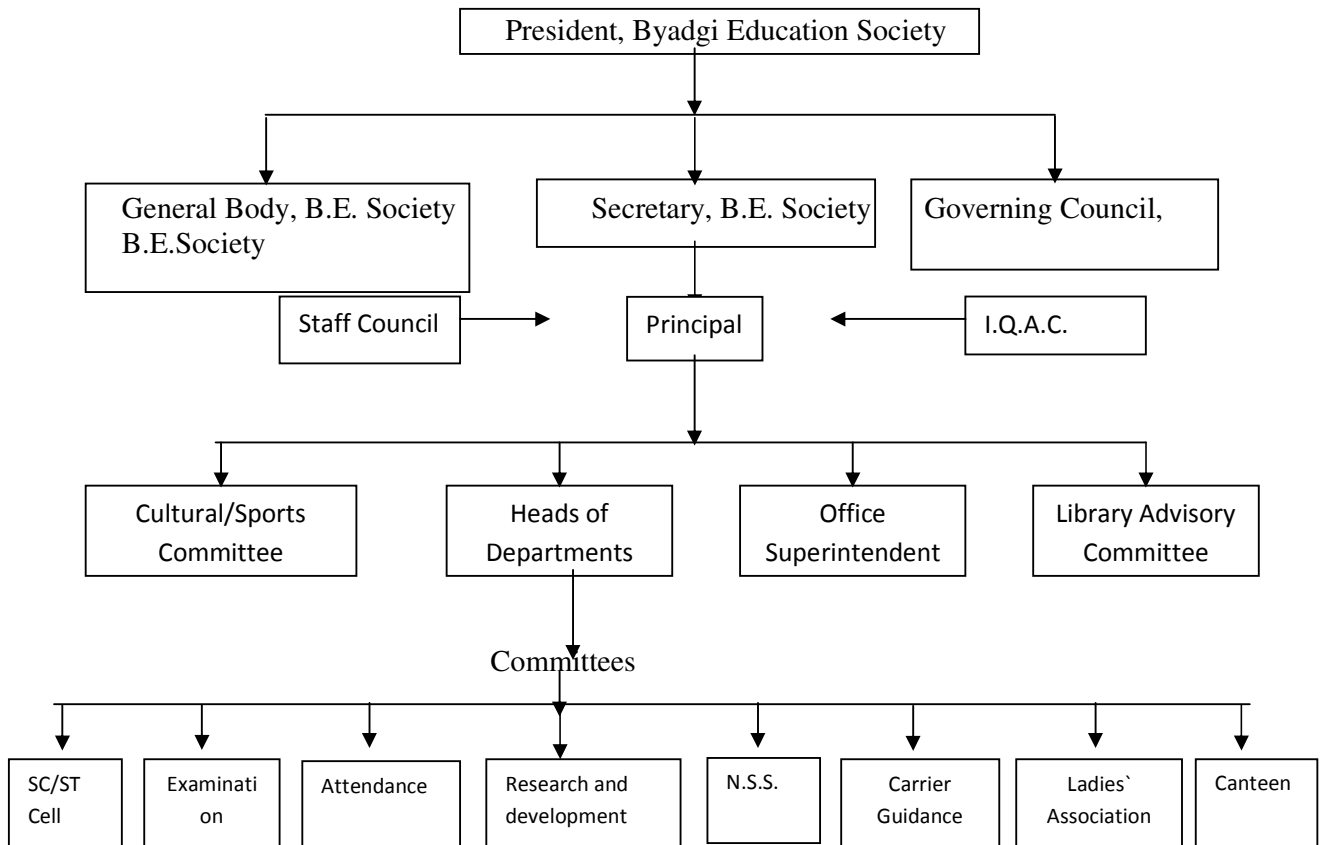 President, Byadgi Education Society
General Body, B.E. Society
B.E.Society
Secretary, B.E. Society
Governing Council,
Staff Council
Principal
I.Q.A.C.
Cultural/Sports
Committee
Heads of
Departments
Office
Superintendent
Library Advisory
Committee
Committees
SC/ST
Cell
Examinati
on
Attendance
Research and
development
N.S.S.
Carrier
Guidance
Ladies`
Association
Canteen